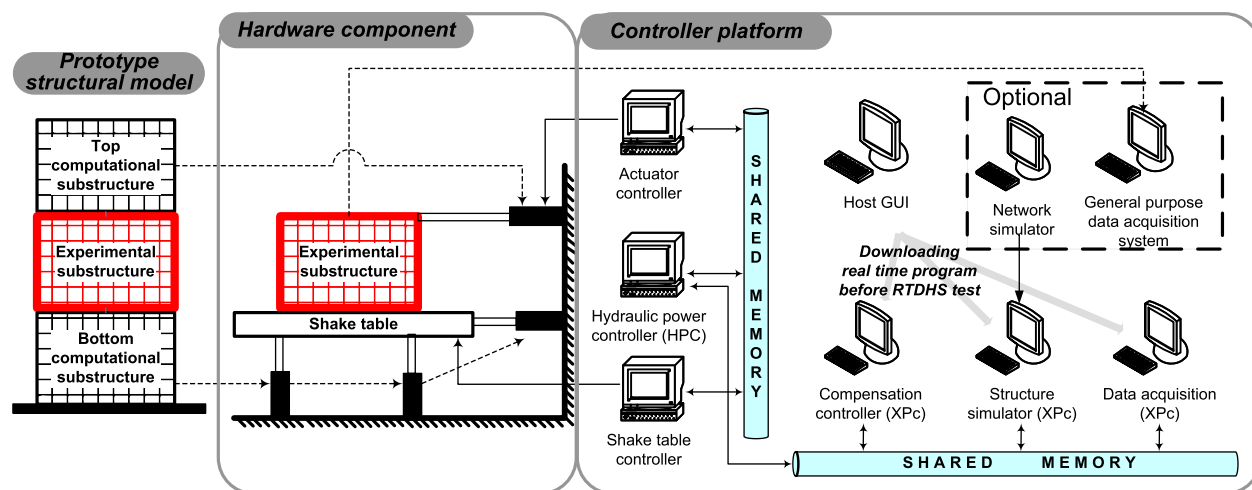 Prototype
structural model
Top
computational
substructure
Experimental
substructure
Bottom
computational
substructure
Hardware component
Experimental
substructure
Shake table
Controller platform
Actuator
controller
Hydraulic power
controller (HPC)
Shake table
controller
SHARED MEMORY
Host GUI
Optional
Network
simulator
General purpose
data acquisition
system
Downloading
real time program
before RTDHS test
Compensation
controller (XPc)
Structure
simulator (XPc)
Data acquisition
(XPc)
SHARED MEMORY